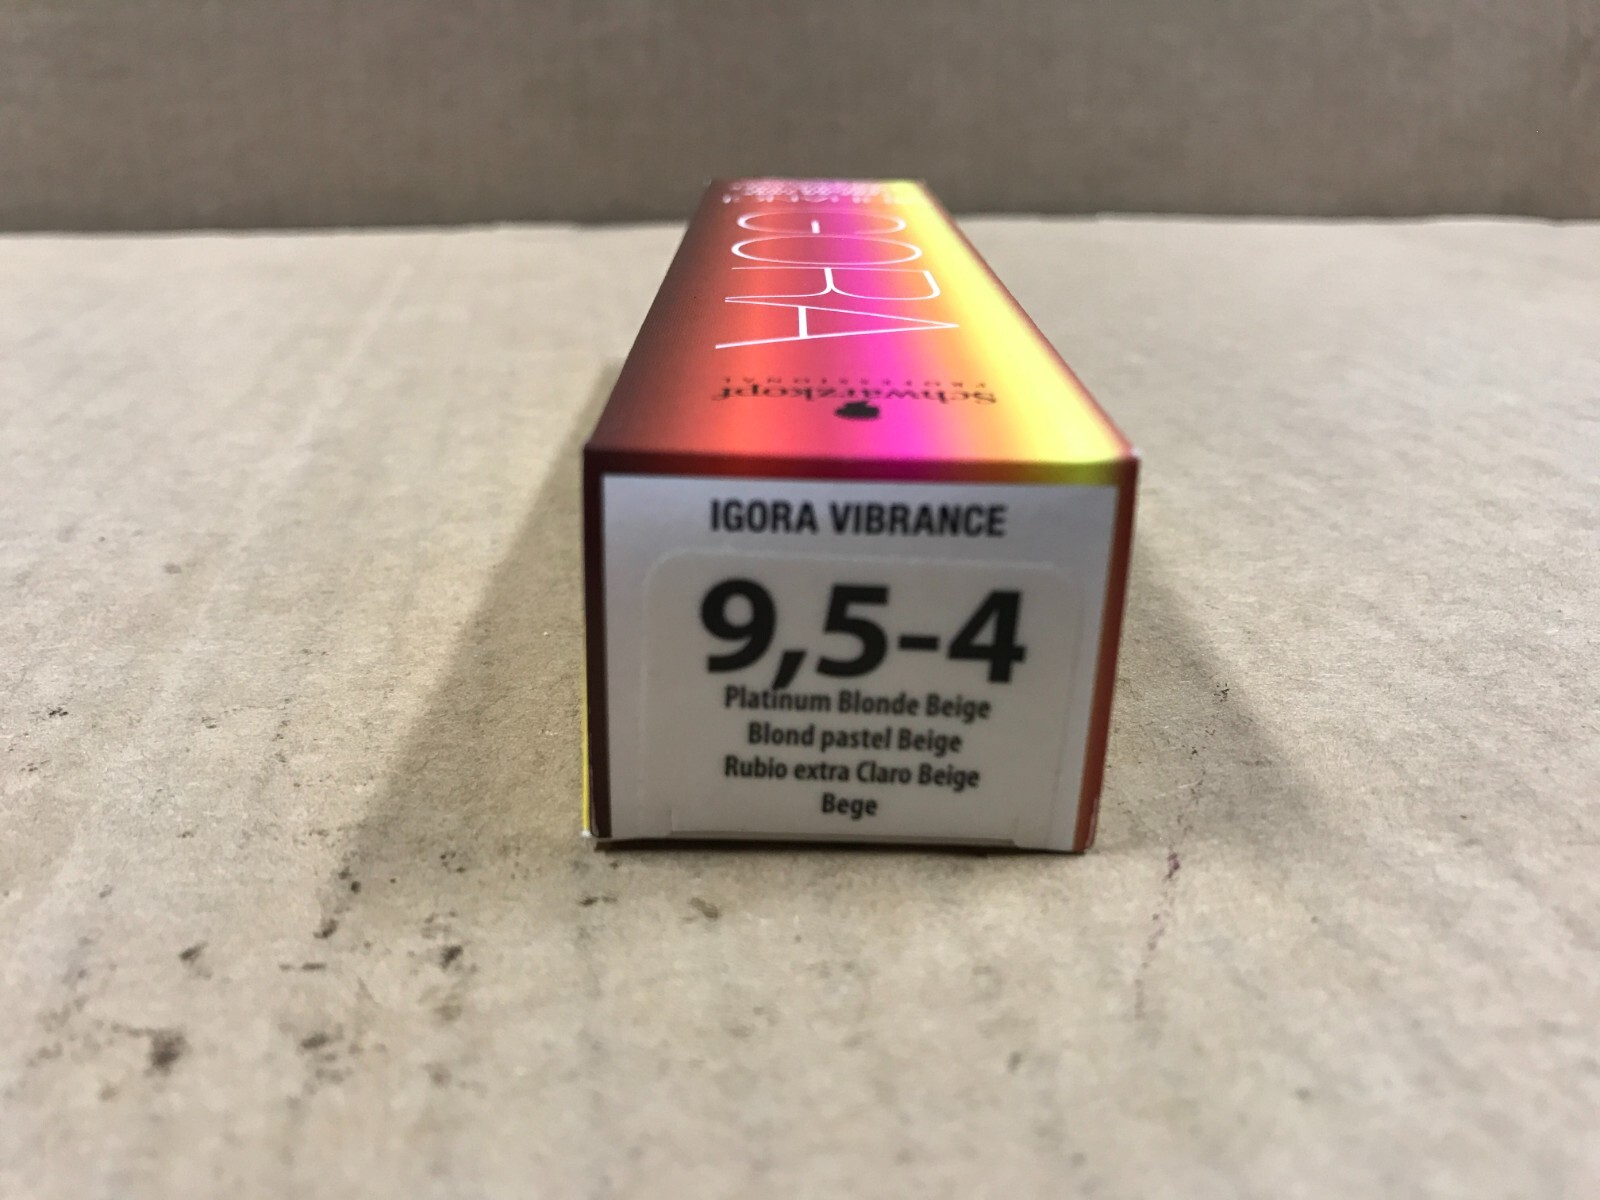 IGORA
Schwarzkopf
PROFESSIONAL
IGORA VIBRANCE
9,5-4
Platinum Blonde Beige
Blond pastel Beige
Rubio extra Claro Beige
Bege